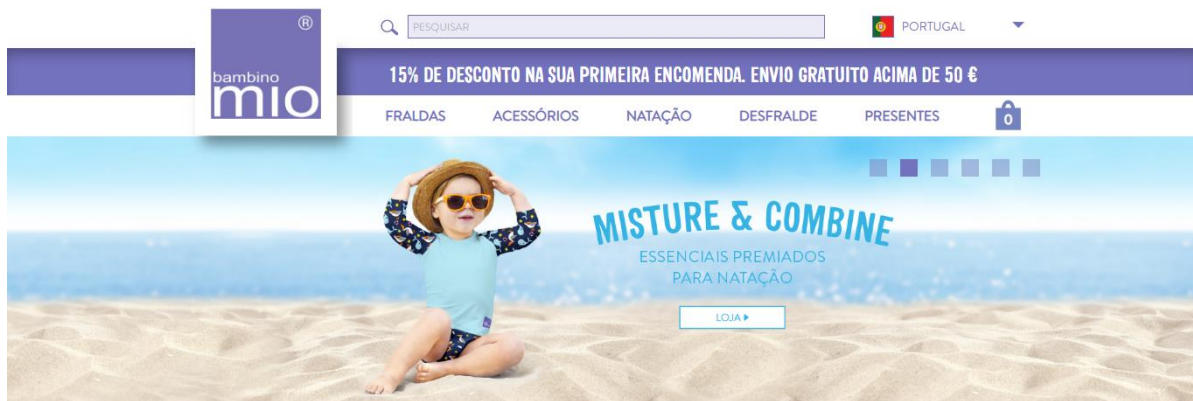 ®
bambino
mio
PESQUISAR
PORTUGAL
15% DE DESCONTO NA SUA PRIMEIRA ENCOMENDA. ENVIO GRATUITO ACIMA DE 50 €
FRALDAS ACESSÓRIOS NATAÇÃO DESFRALDE PRESENTES 0
MISTURE & COMBINE
ESSENCIAIS PREMIADOS
PARA NATAÇÃO
LOJA